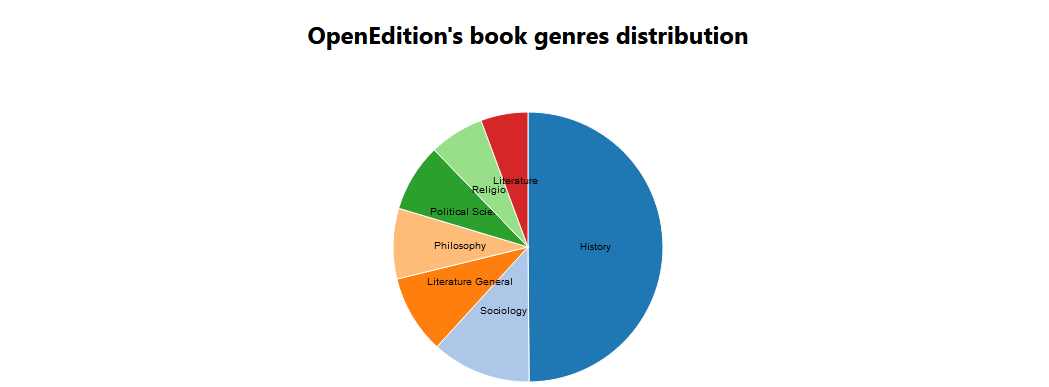 OpenEdition's book genres distribution
Literature
Religio
Political Scie
History
Philosophy
Literature General
Sociology